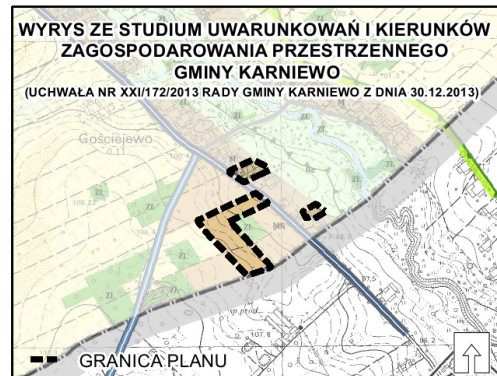 WYRYS ZE STUDIUM UWARUNKOWAŃ I KIERUNKÓW
ZAGOSPODAROWANIA PRZESTRZENNEGO
GMINY KARNIEWO
(UCHWAŁA NR XXI/172/2013 RADY GMINY KARNIEWO Z DNIA 30.12.2013)
Gościejewo
ZL
ZL
ZL
MN
ZL
ZL
GRANICA PLANU